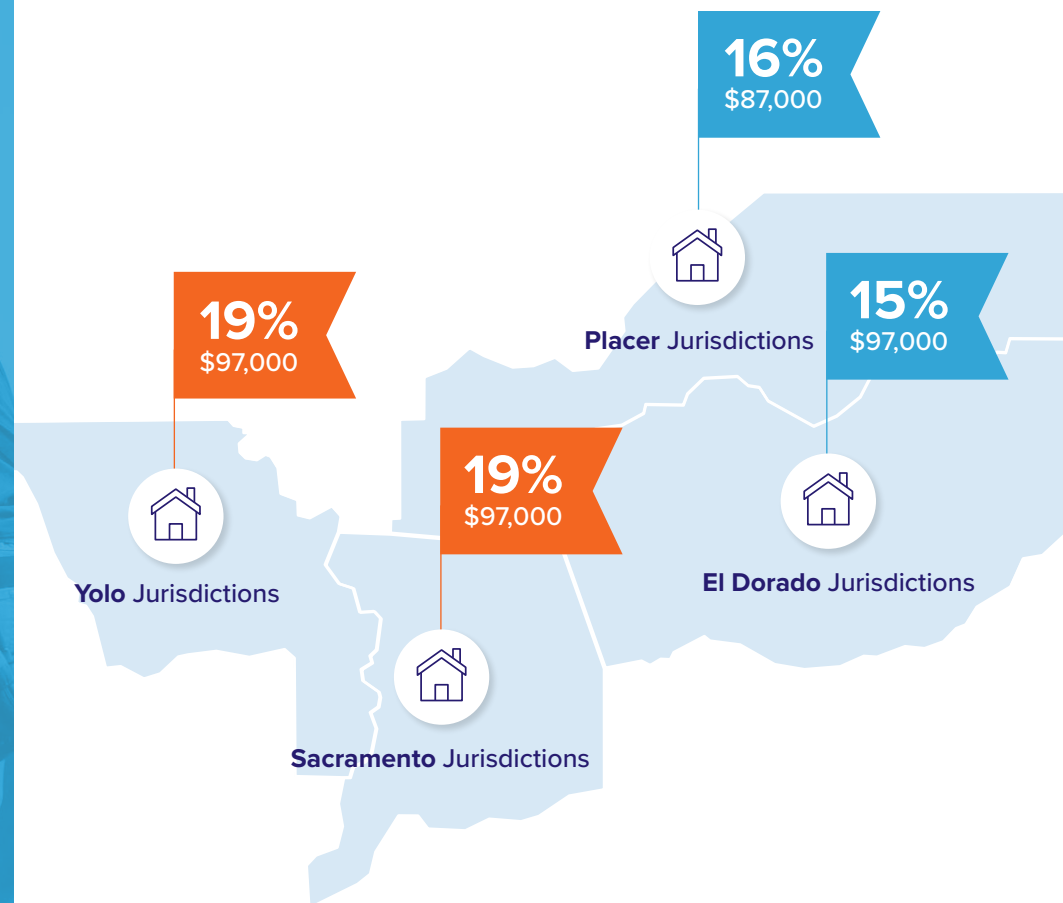 16%
$87,000
Placer Jurisdictions
15%
$97,000
El Dorado Jurisdictions
19%
$97,000
Yolo Jurisdictions
19%
$97,000
Sacramento Jurisdictions